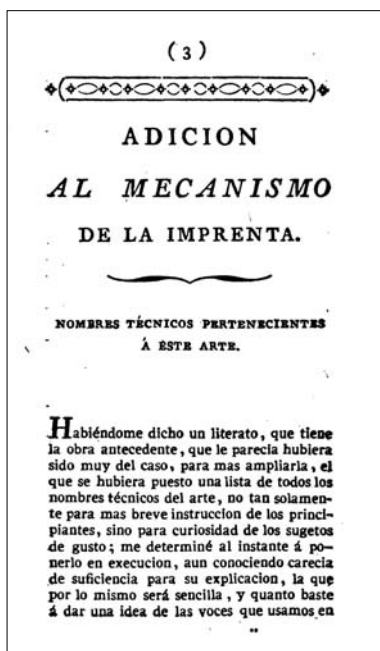 ( 3 )
ADICION
AL MECANISMO
DE LA IMPRENTA.
NOMBRES TÉCNICOS PERTENECIENTES
Á ESTE ARTE.
Habiéndome dicho un literato, que tiene
la obra antecedente, que le parecia hubiera
sido muy del caso, para mas ampliarla, el
que se hubiera puesto una lista de todos los
nombres técnicos del arte, no tan solamen-
te para mas breve instruccion de los princi-
piantes, sino para curiosidad de los sugetos
de gusto; me determiné al instante á po-
nerlo en execucion, aun conociendo carecia
de suficiencia para su explicacion, la que
por lo mismo será sencilla, y quanto baste
á dar una idea de las voces que usamos en
**